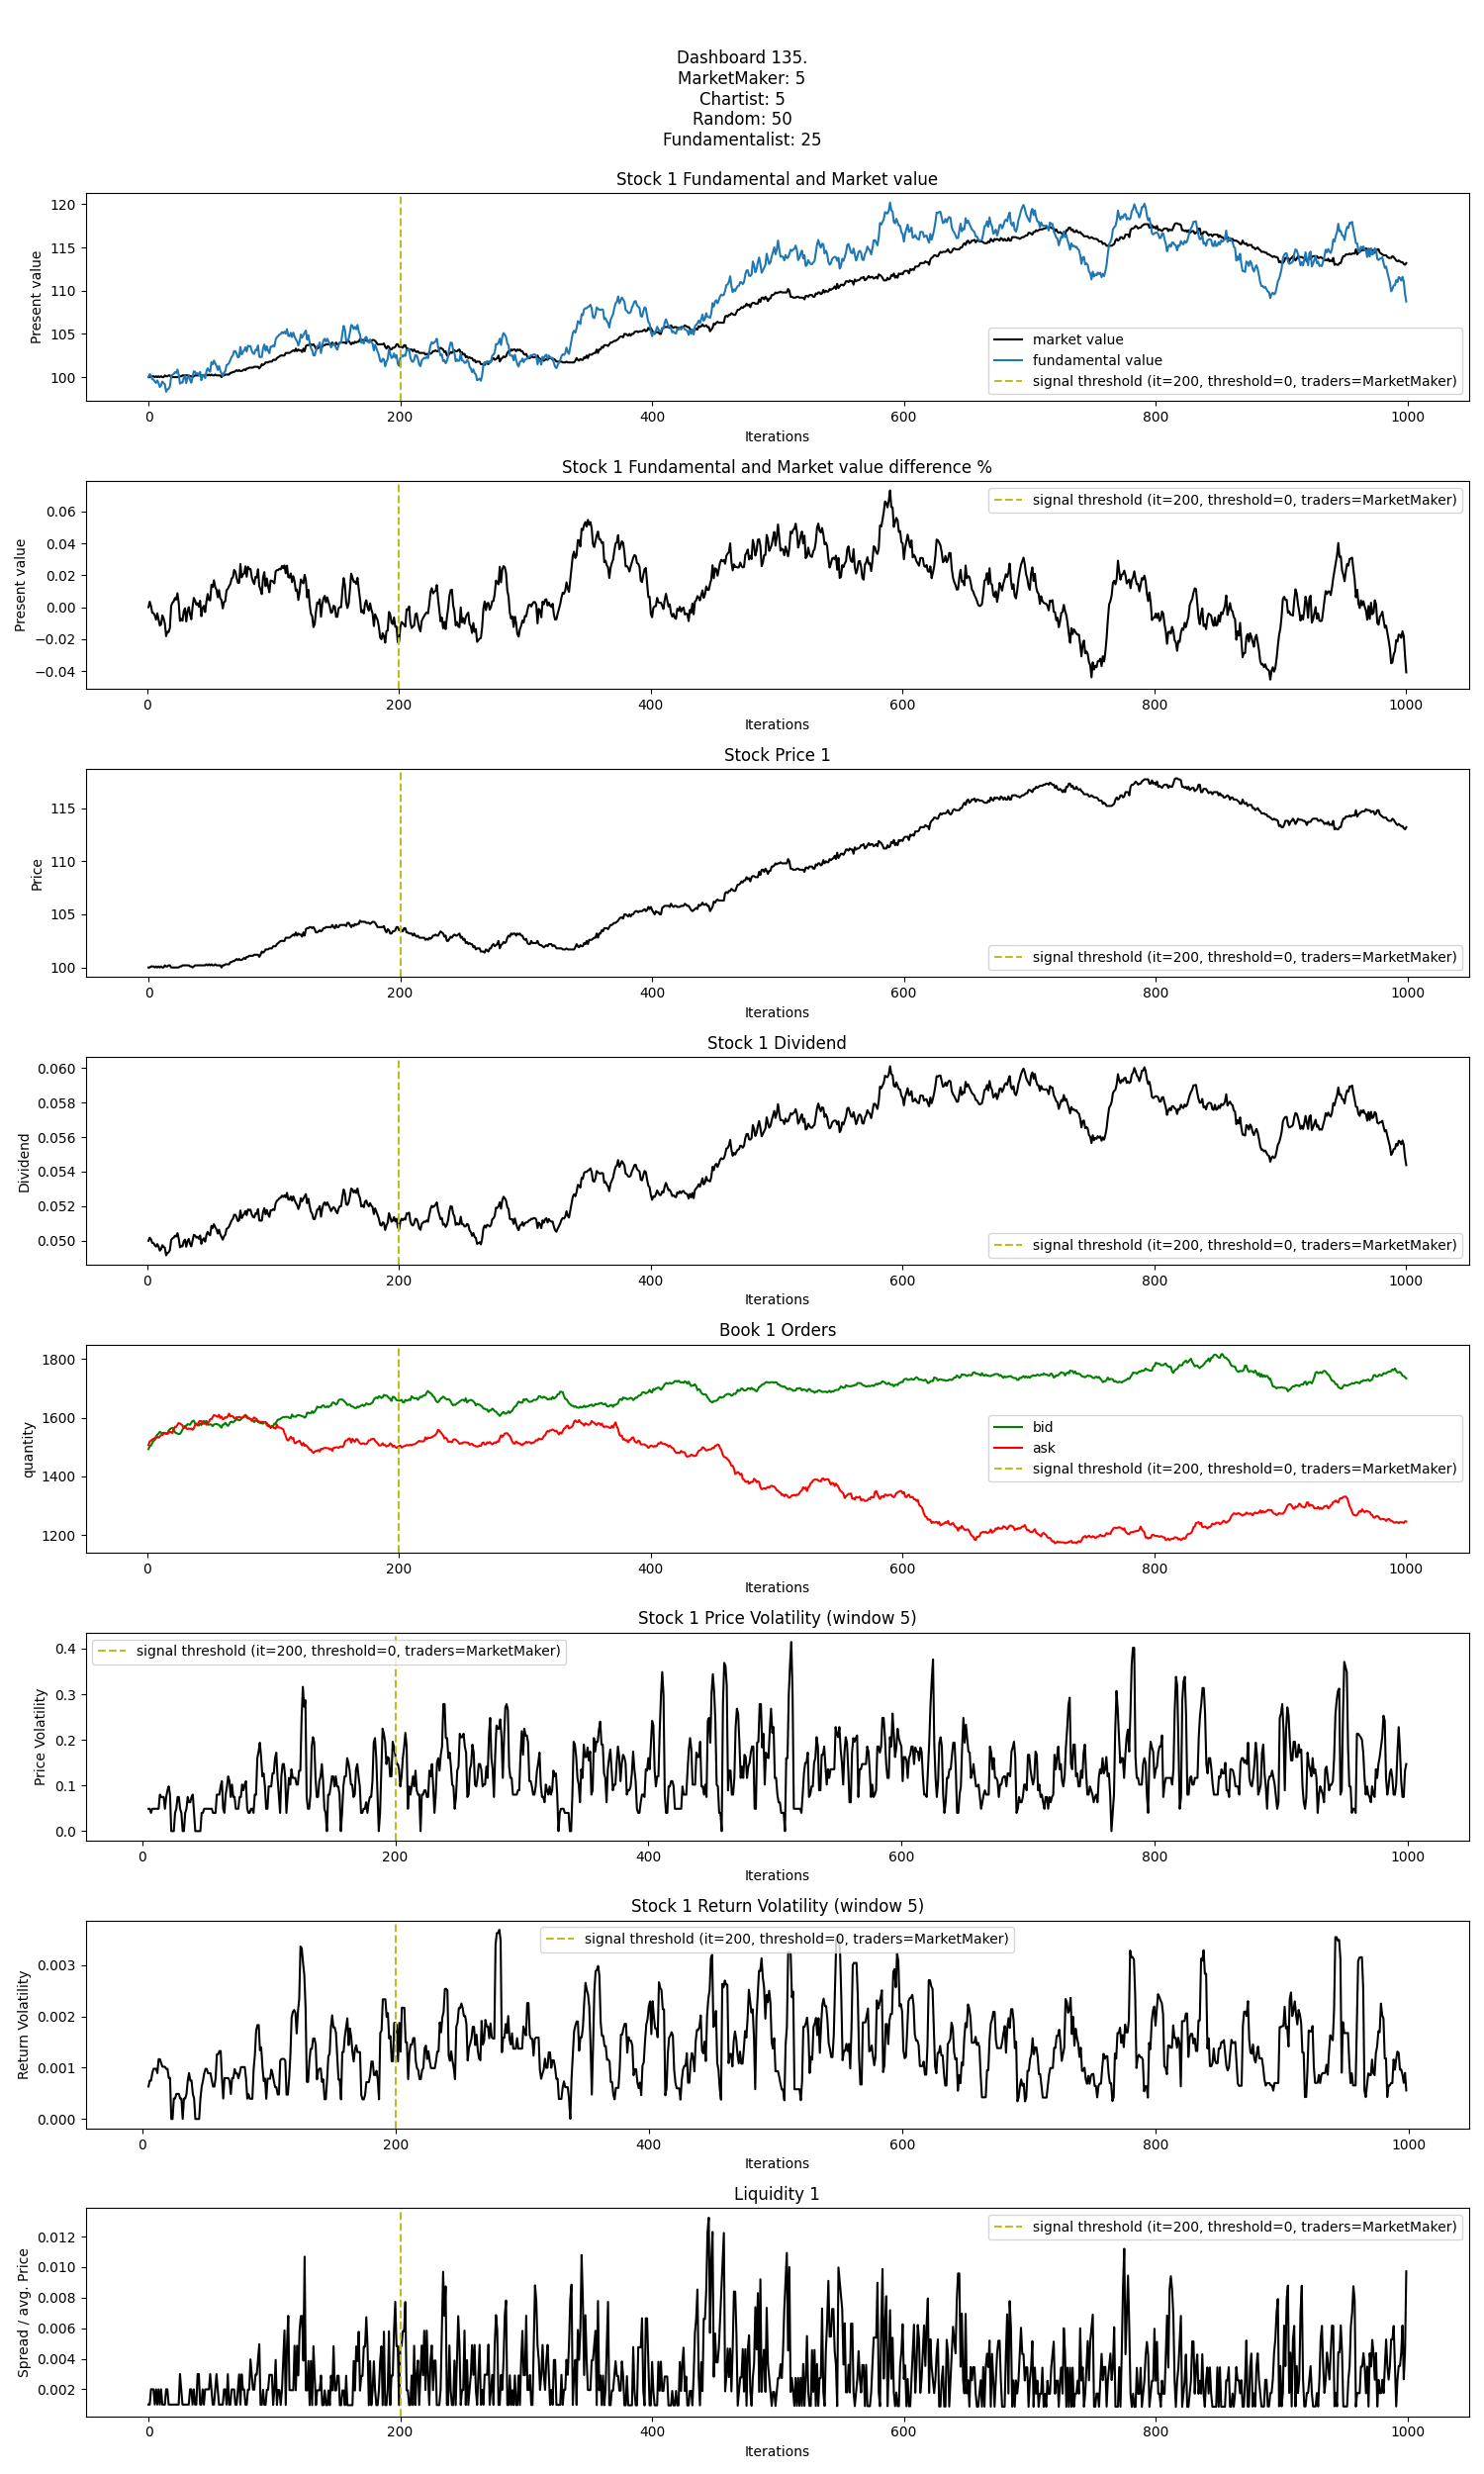 Dashboard 135.
MarketMaker: 5
Chartist: 5
Random: 50
Fundamentalist: 25
Stock 1 Fundamental and Market value
Present value
120
115
110
105
100
market value
fundamental value
signal threshold (it=200, threshold=0, traders=MarketMaker)
0 200 400 600 800 1000
Iterations
Stock 1 Fundamental and Market value difference %
Present value
0.06
0.04
0.02
0.00
−0.02
−0.04
signal threshold (it=200, threshold=0, traders=MarketMaker)
0 200 400 600 800 1000
Iterations
Stock Price 1
Price
115
110
105
100
signal threshold (it=200, threshold=0, traders=MarketMaker)
0 200 400 600 800 1000
Iterations
Stock 1 Dividend
Dividend
0.060
0.058
0.056
0.054
0.052
0.050
signal threshold (it=200, threshold=0, traders=MarketMaker)
0 200 400 600 800 1000
Iterations
Book 1 Orders
quantity
1800
1600
1400
1200
bid
ask
signal threshold (it=200, threshold=0, traders=MarketMaker)
0 200 400 600 800 1000
Iterations
Stock 1 Price Volatility (window 5)
Price Volatility
0.4
0.3
0.2
0.1
0.0
signal threshold (it=200, threshold=0, traders=MarketMaker)
0 200 400 600 800 1000
Iterations
Stock 1 Return Volatility (window 5)
Return Volatility
0.003
0.002
0.001
0.000
signal threshold (it=200, threshold=0, traders=MarketMaker)
0 200 400 600 800 1000
Iterations
Liquidity 1
Spread / avg. Price
0.012
0.010
0.008
0.006
0.004
0.002
signal threshold (it=200, threshold=0, traders=MarketMaker)
0 200 400 600 800 1000
Iterations